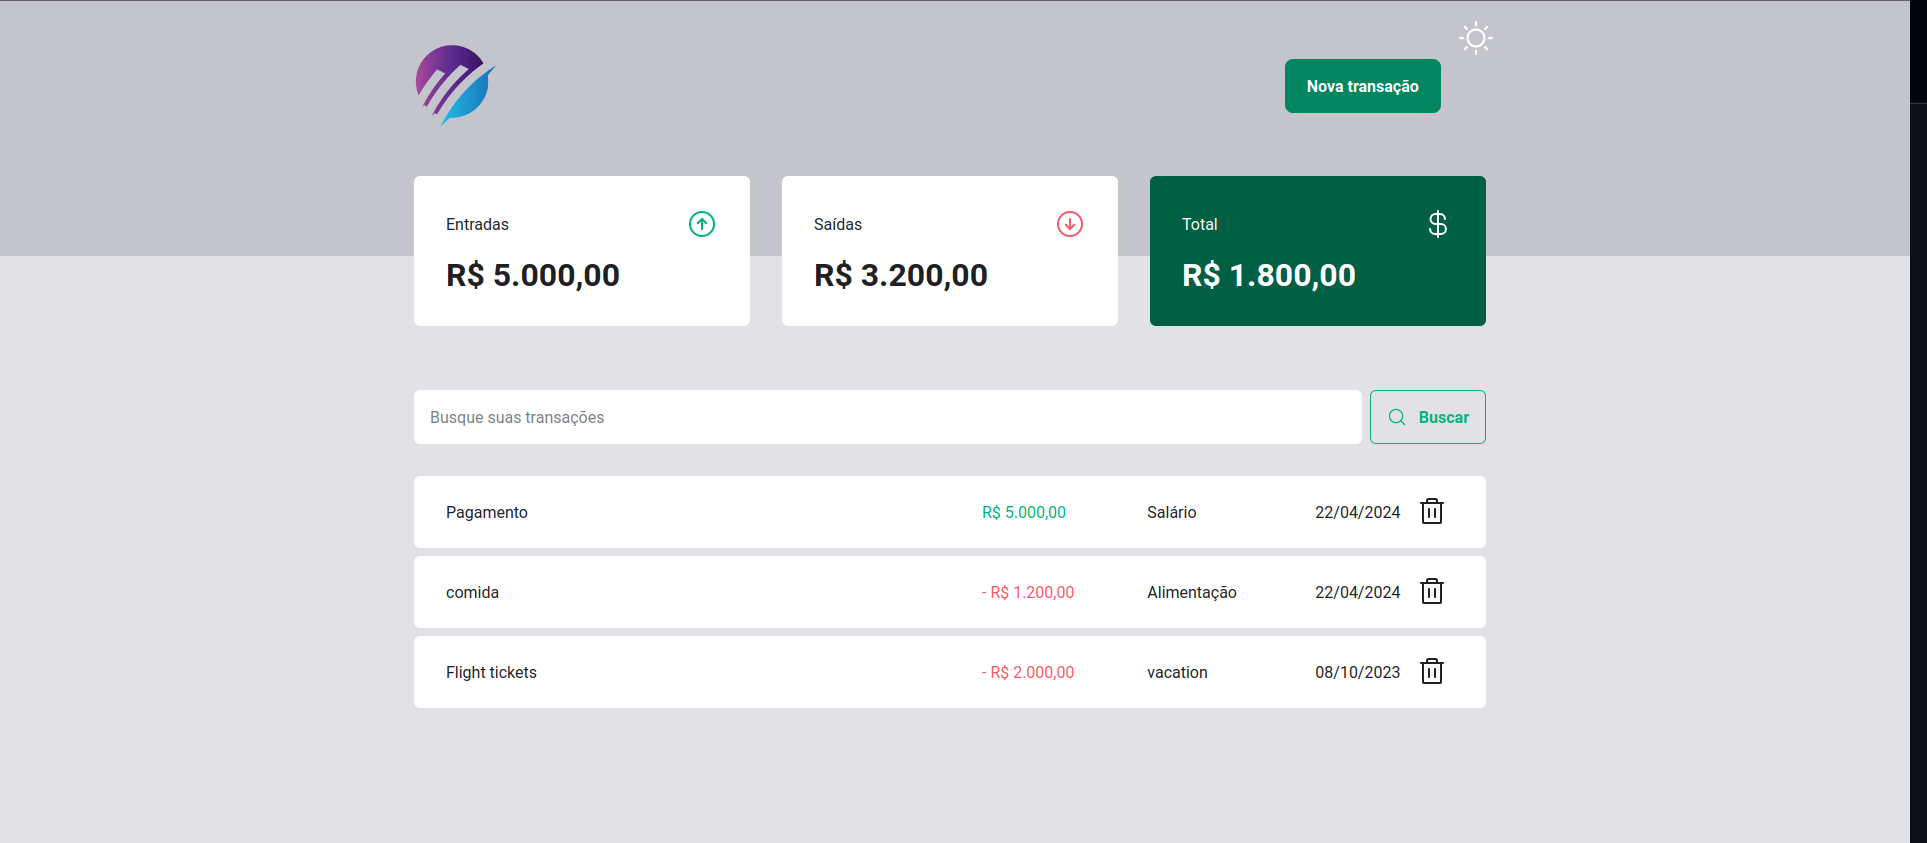 Nova transação
Entradas
R$ 5.000,00
Saídas
R$ 3.200,00
Total
R$ 1.800,00
Busque suas transações
Buscar
Pagamento R$ 5.000,00 Salário 22/04/2024
comida - R$ 1.200,00 Alimentação 22/04/2024
Flight tickets - R$ 2.000,00 vacation 08/10/2023